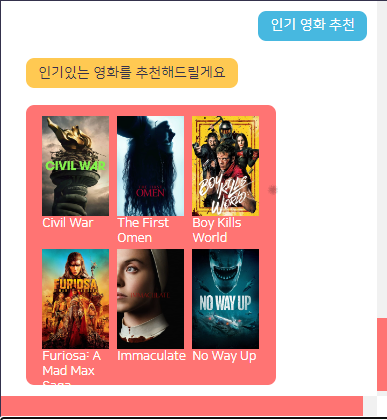 인기 영화 추천
인기있는 영화를 추천해드릴게요
CIVIL WAR
OMEN
BOY KILLS
WORLD
Civil War
The First
Omen
Boy Kills
World
FURIOSA
NO WAY UP
Furiosa: A
Mad Max
Saga
Immaculate
No Way Up